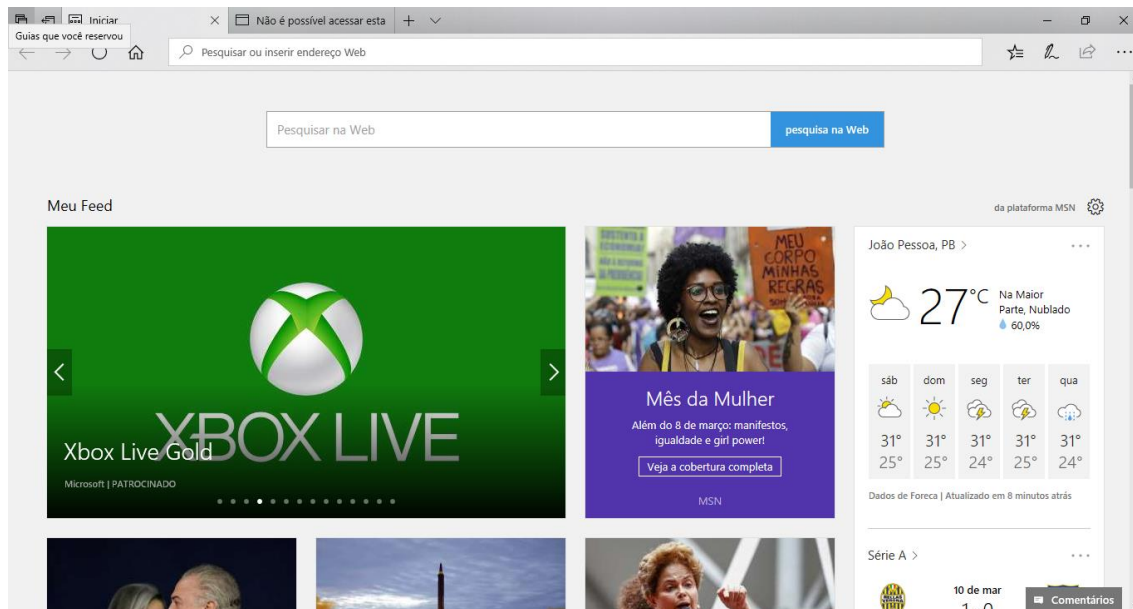 Iniciar
Não é possível acessar esta
Guias que você reservou
Pesquisar ou inserir endereço Web
Pesquisar na Web
pesquisa na Web
Meu Feed
da plataforma MSN
XBOX LIVE
Xbox Live Gold
Microsoft | PATROCINADO
MEU
CORPO
MINHAS
REGRAS
Mês da Mulher
Além do 8 de março: manifestos,
igualdade e girl power!
Veja a cobertura completa
MSN
João Pessoa, PB >
27°C
Na Maior
Parte, Nublado
60,0%
sáb dom seg ter qua
31° 31° 31° 31° 31°
25° 25° 24° 25° 24°
Dados de Foreca | Atualizado em 8 minutos atrás
Série A >
10 de mar
Comentários